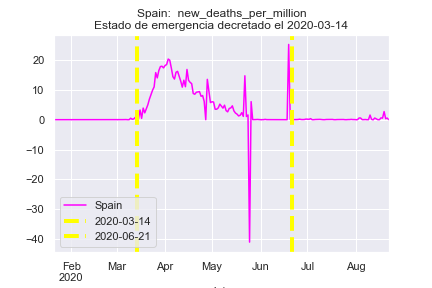 Spain:  new_deaths_per_million
Estado de emergencia decretado el 2020-03-14
20
10
0
−10
−20
−30
−40
Spain
2020-03-14
2020-06-21
Feb
2020
Mar
Apr
May
Jun
Jul
Aug